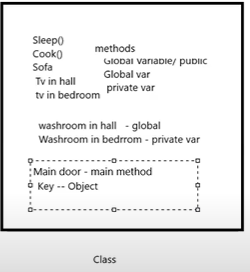 Sleep()
Cook()
methods
Sofa
Global variable/ public
Tv in hall
Global var
tv in bedroom
private var
washroom in hall - global
Washroom in bedrrom - private var
Main door - main method
Key -- Object
Class